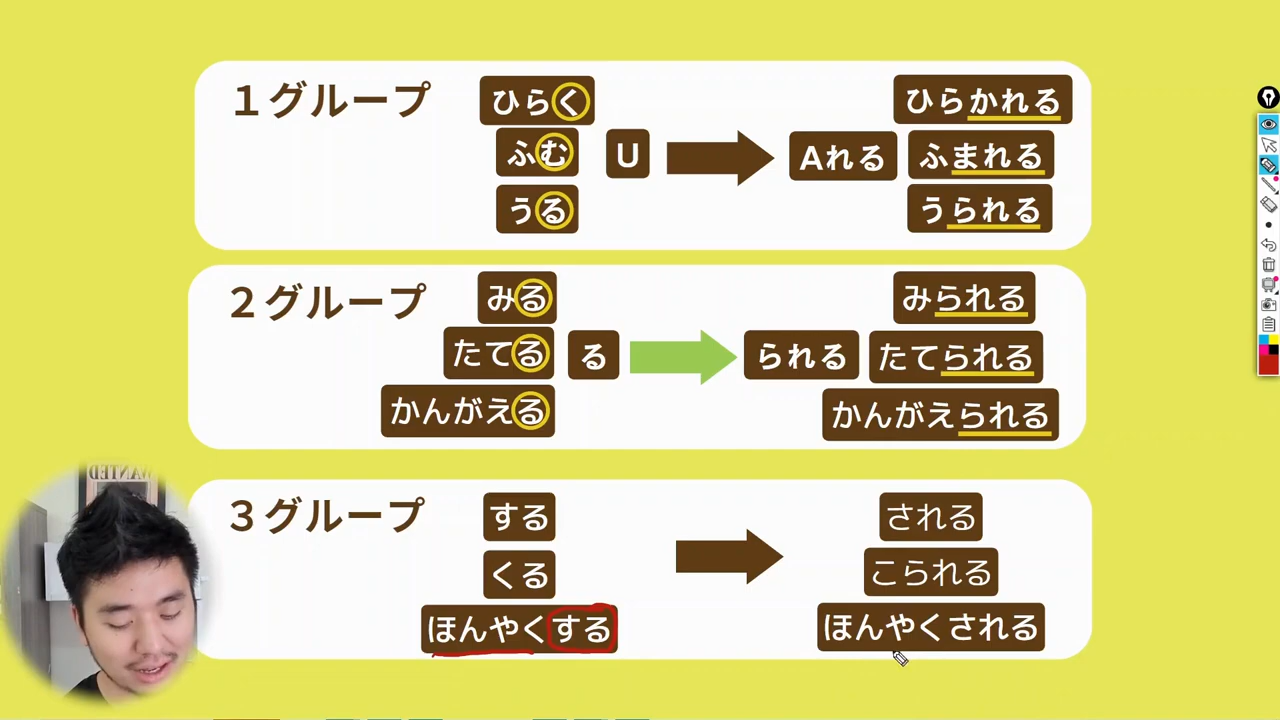 １グループ
ひらく
ふむ
うる
U
Aれる
ひらかれる
ふまれる
うられる
２グループ
みる
たてる
かんがえる
る
られる
みられる
たてられる
かんがえられる
３グループ
する
くる
ほんやくする
される
こられる
ほんやくされる
WANTED